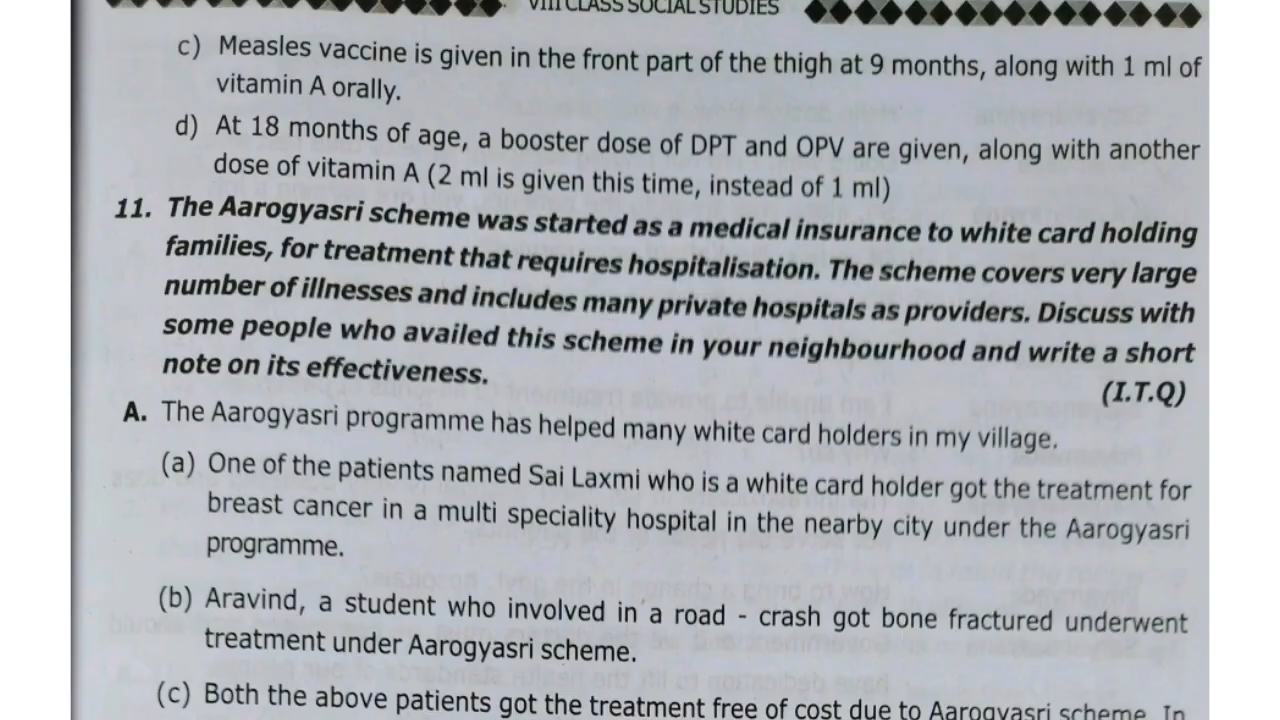 VIII CLASS SOCIAL STUDIES
c) Measles vaccine is given in the front part of the thigh at 9 months, along with 1 ml of
vitamin A orally.
d) At 18 months of age, a booster dose of DPT and OPV are given, along with another
dose of vitamin A (2 ml is given this time, instead of 1 ml)
11. The Aarogyasri scheme was started as a medical insurance to white card holding
families, for treatment that requires hospitalisation. The scheme covers very large
number of illnesses and includes many private hospitals as providers. Discuss with
some people who availed this scheme in your neighbourhood and write a short
note on its effectiveness. (I.T.Q)
A. The Aarogyasri programme has helped many white card holders in my village.
(a) One of the patients named Sai Laxmi who is a white card holder got the treatment for
breast cancer in a multi speciality hospital in the nearby city under the Aarogyasri
programme.
(b) Aravind, a student who involved in a road - crash got bone fractured underwent
treatment under Aarogyasri scheme.
(c) Both the above patients got the treatment free of cost due to Aarogyasri scheme. In